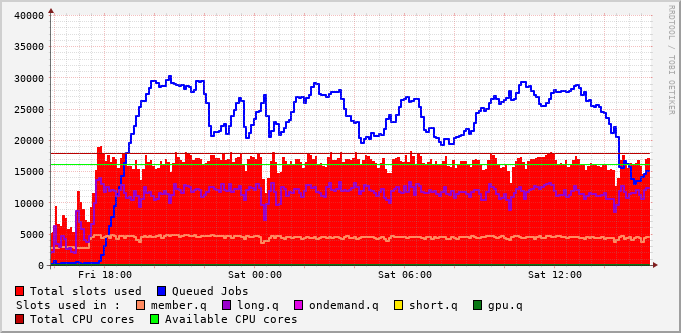 40000
35000
30000
25000
20000
15000
10000
5000
0
Fri 18:00 Sat 00:00 Sat 06:00 Sat 12:00
RRDTOOL / TOBI OETIKER
Total slots used Queued Jobs
Slots used in : member.q long.q ondemand.q short.q gpu.q
Total CPU cores Available CPU cores